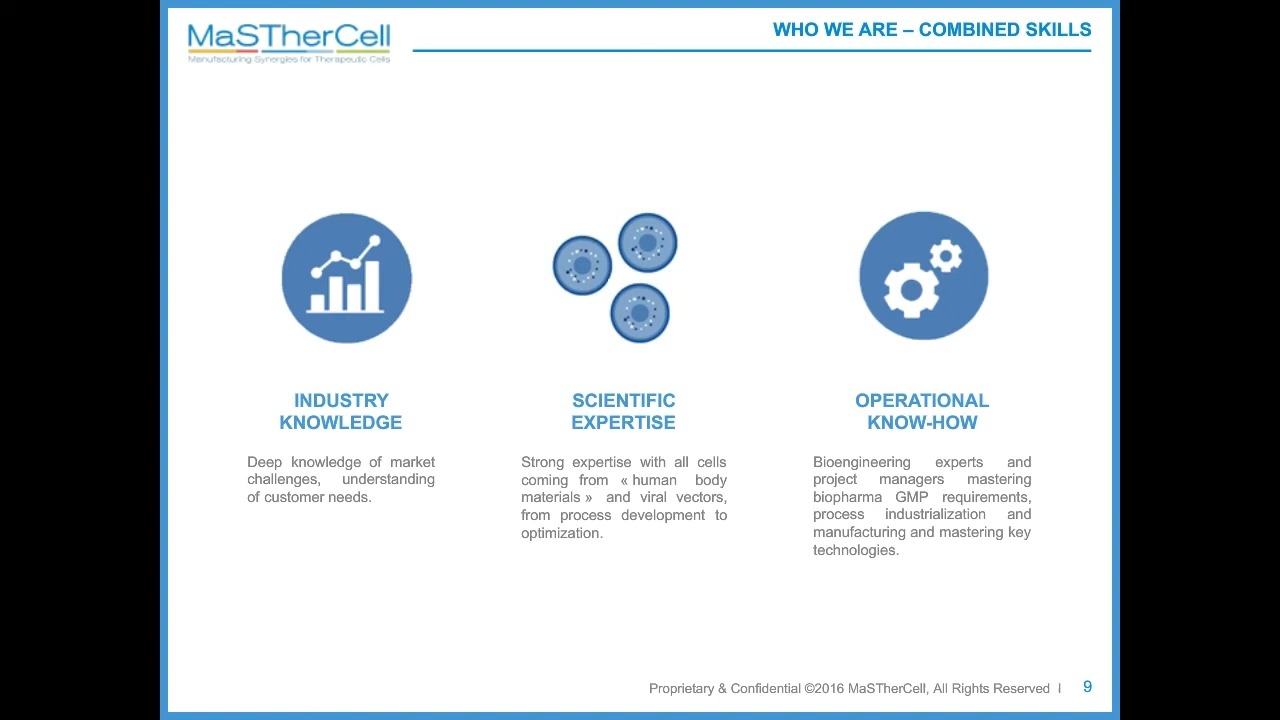 MaSTherCell
Manufacturing Synergies for Therapeutic Cells
WHO WE ARE – COMBINED SKILLS
INDUSTRY
KNOWLEDGE
Deep knowledge of market
challenges, understanding
of customer needs.
SCIENTIFIC
EXPERTISE
Strong expertise with all cells
coming from « human body
materials » and viral vectors,
from process development to
optimization.
OPERATIONAL
KNOW-HOW
Bioengineering experts and
project managers mastering
biopharma GMP requirements,
process industrialization and
manufacturing and mastering key
technologies.
Proprietary & Confidential ©2016 MaSTherCell, All Rights Reserved I 9